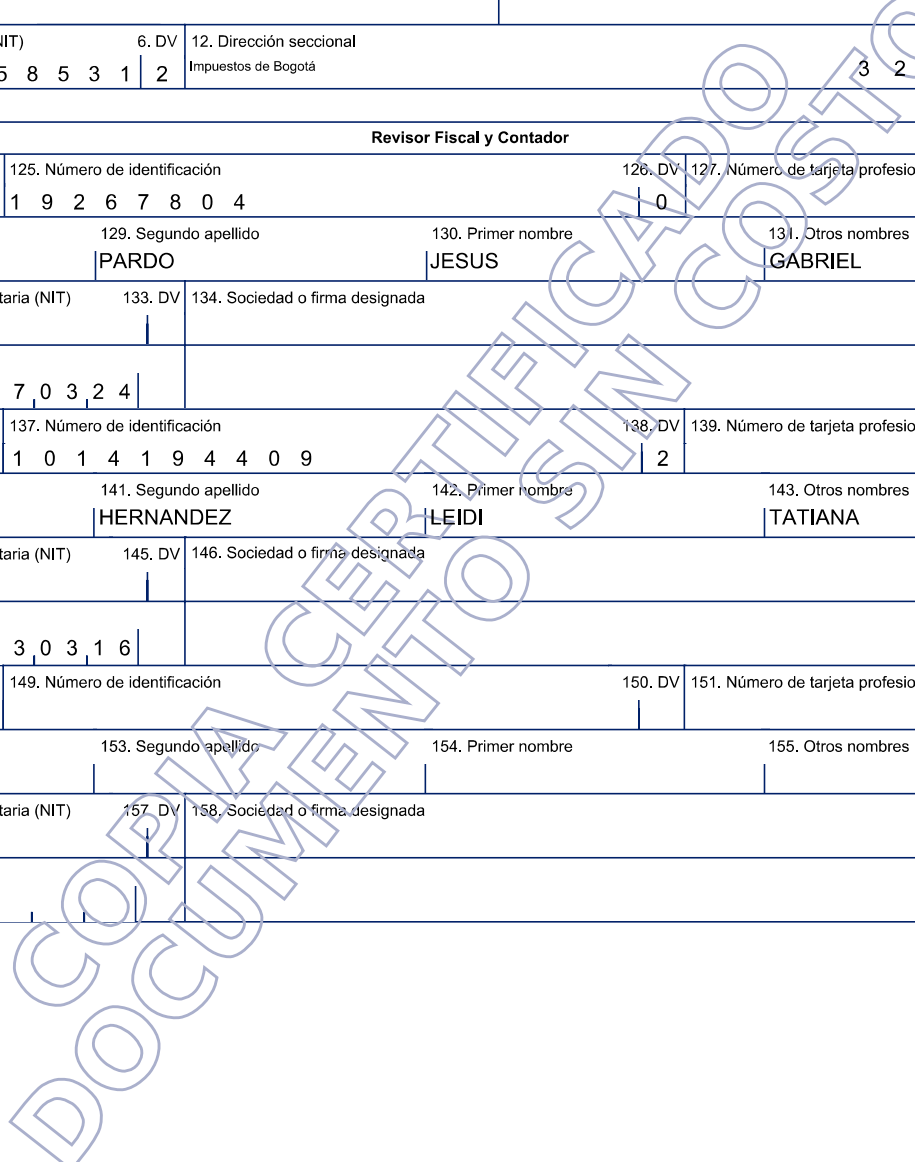 NIT) 6. DV 12. Dirección seccional
5 8 5 3 1 2 Impuestos de Bogotá 3 2
Revisor Fiscal y Contador
125. Número de identificación 126. DV 127. Número de tarjeta profesio
1 9 2 6 7 8 0 4 0
129. Segundo apellido 130. Primer nombre 131. Otros nombres
PARDO JESUS GABRIEL
taria (NIT) 133. DV 134. Sociedad o firma designada
7 0 3 2 4
137. Número de identificación 138. DV 139. Número de tarjeta profesio
1 0 1 4 1 9 4 4 0 9 2
141. Segundo apellido 142. Primer nombre 143. Otros nombres
HERNANDEZ LEIDI TATIANA
taria (NIT) 145. DV 146. Sociedad o firma designada
3 0 3 1 6
149. Número de identificación 150. DV 151. Número de tarjeta profesio
153. Segundo apellido 154. Primer nombre 155. Otros nombres
taria (NIT) 157. DV 158. Sociedad o firma designada
COPIA CERTIFICADO
DOCUMENTO SIN COSTO